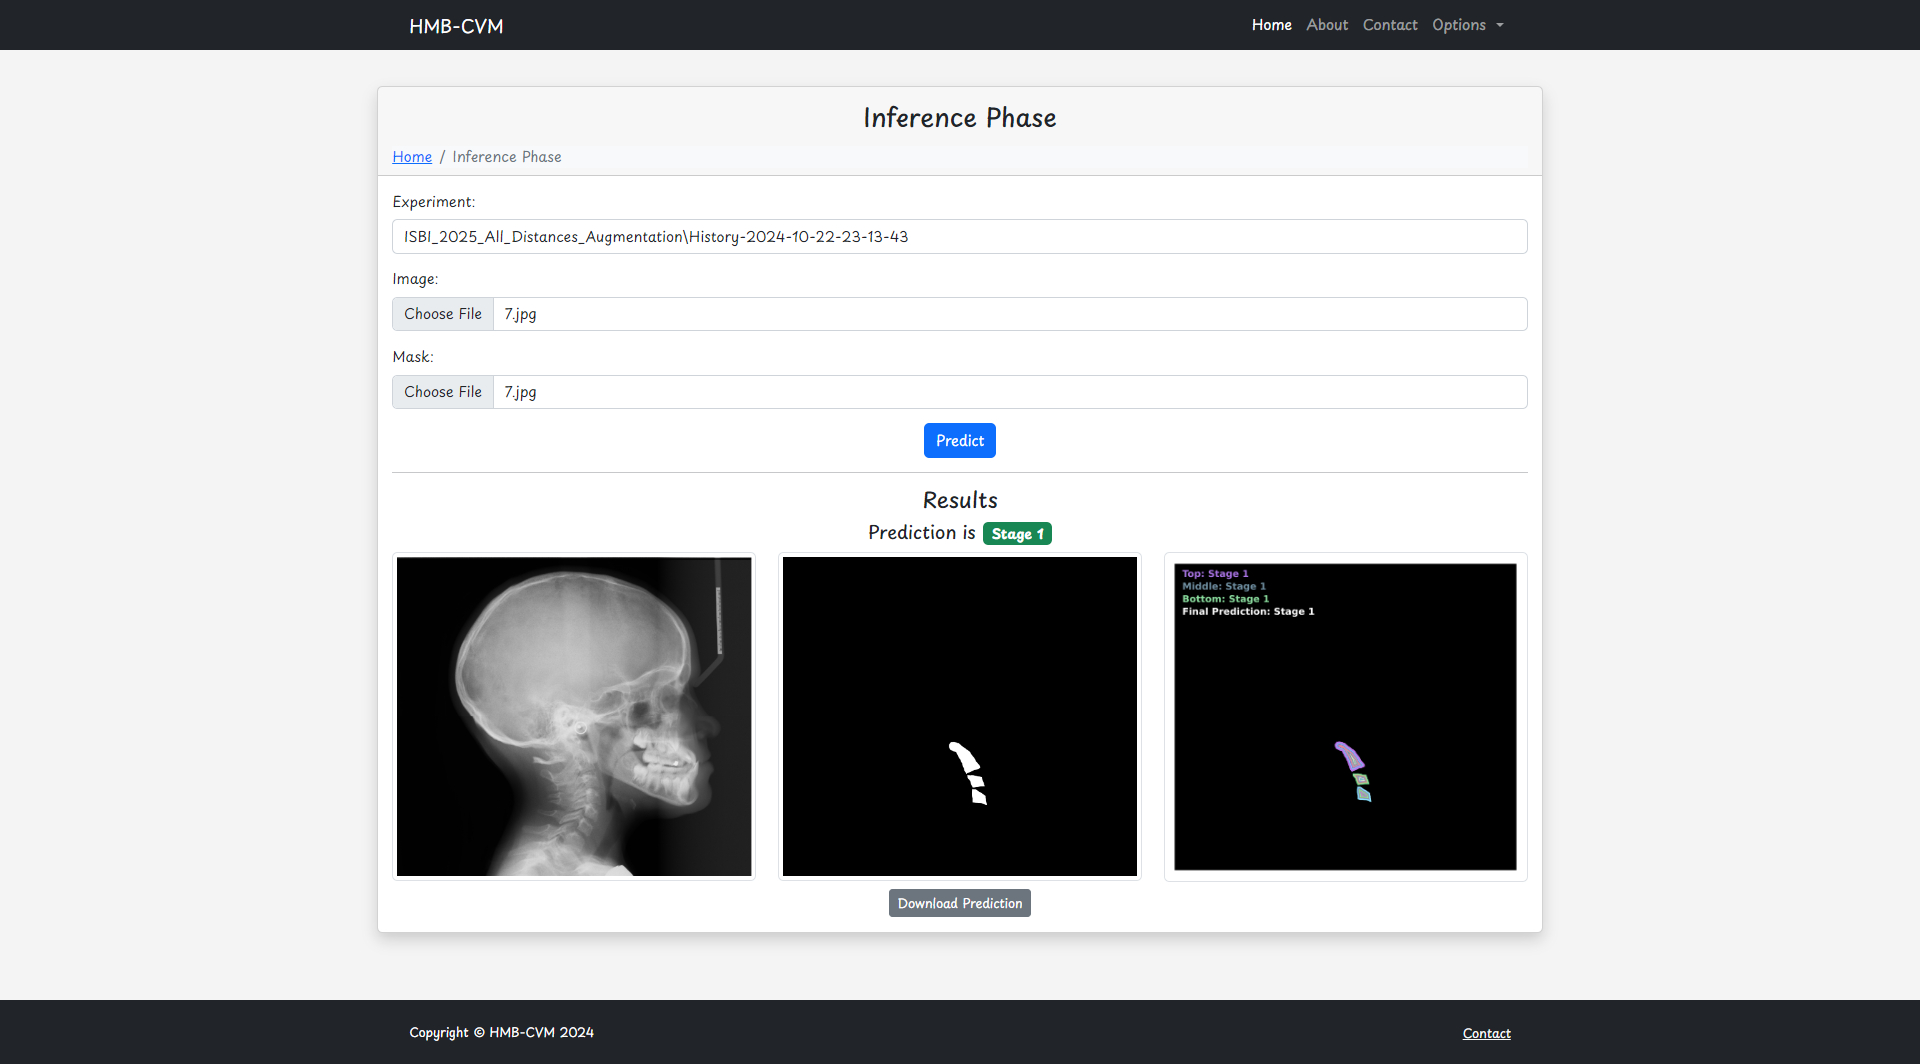 HMB-CVM
Home About Contact Options
Inference Phase
Home / Inference Phase
Experiment:
ISBI_2025_All_Distances_Augmentation\History-2024-10-22-23-13-43
Image:
Choose File 7.jpg
Mask:
Choose File 7.jpg
Predict
Results
Prediction is Stage 1
Top: Stage 1
Middle: Stage 1
Bottom: Stage 1
Final Prediction: Stage 1
Download Prediction
Copyright © HMB-CVM 2024
Contact